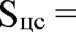 Sцс =